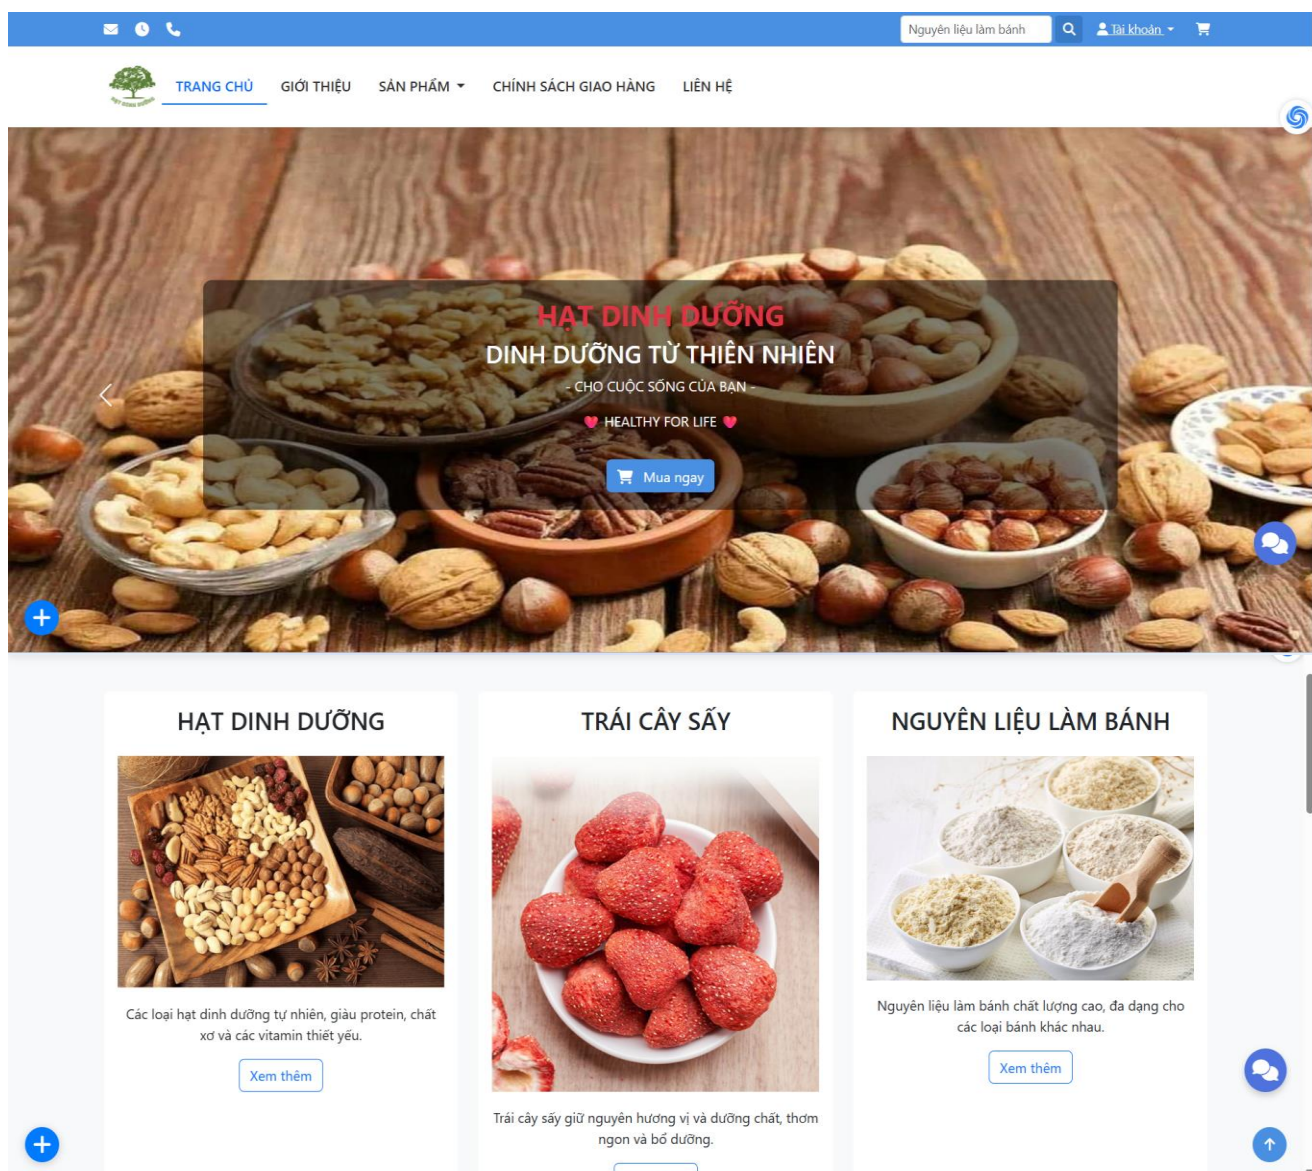 Nguyên liệu làm bánh
Tài khoản
HẠT DINH DƯỠNG
TRANG CHỦ
GIỚI THIỆU
SẢN PHẨM
CHÍNH SÁCH GIAO HÀNG
LIÊN HỆ
HẠT DINH DƯỠNG
DINH DƯỠNG TỪ THIÊN NHIÊN
- CHO CUỘC SỐNG CỦA BẠN -
HEALTHY FOR LIFE
Mua ngay
HẠT DINH DƯỠNG
Các loại hạt dinh dưỡng tự nhiên, giàu protein, chất
xơ và các vitamin thiết yếu.
Xem thêm
TRÁI CÂY SẤY
Trái cây sấy giữ nguyên hương vị và dưỡng chất, thơm
ngon và bổ dưỡng.
NGUYÊN LIỆU LÀM BÁNH
Nguyên liệu làm bánh chất lượng cao, đa dạng cho
các loại bánh khác nhau.
Xem thêm